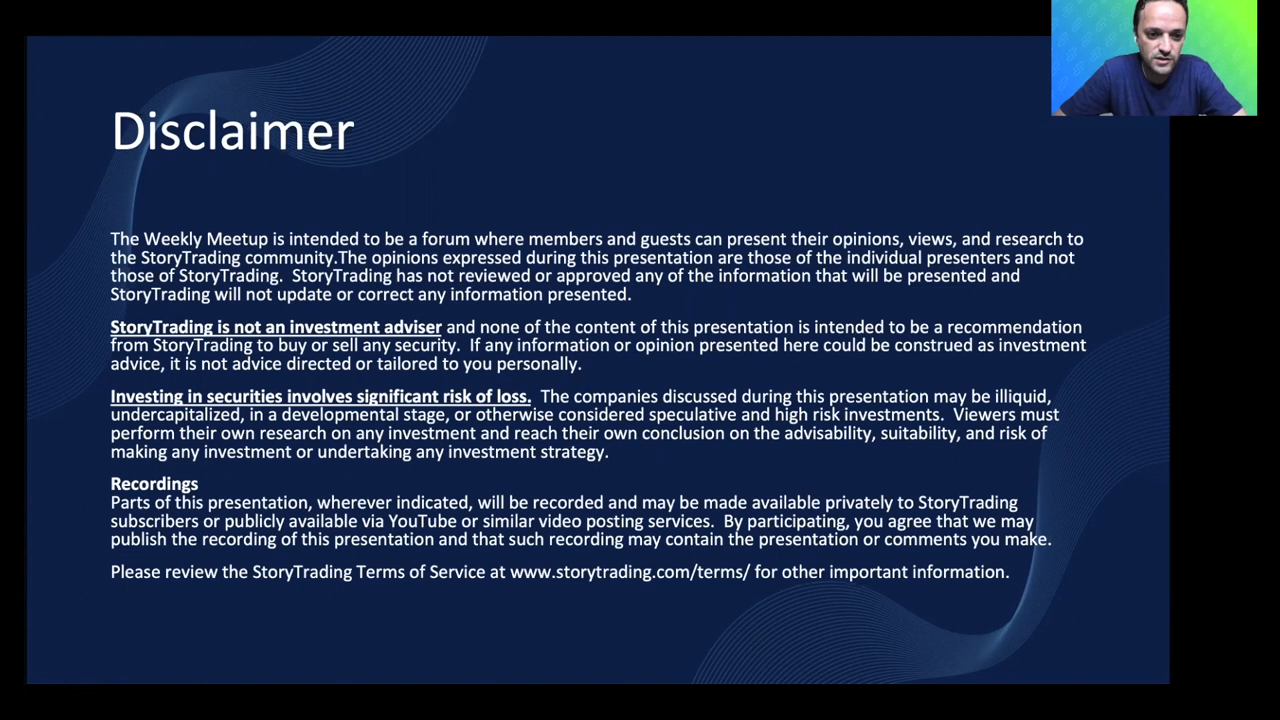 Disclaimer
The Weekly Meetup is intended to be a forum where members and guests can present their opinions, views, and research to
the StoryTrading community.The opinions expressed during this presentation are those of the individual presenters and not
those of StoryTrading.  StoryTrading has not reviewed or approved any of the information that will be presented and
StoryTrading will not update or correct any information presented.
StoryTrading is not an investment adviser and none of the content of this presentation is intended to be a recommendation
from StoryTrading to buy or sell any security.  If any information or opinion presented here could be construed as investment
advice, it is not advice directed or tailored to you personally.
Investing in securities involves significant risk of loss.  The companies discussed during this presentation may be illiquid,
undercapitalized, in a developmental stage, or otherwise considered speculative and high risk investments.  Viewers must
perform their own research on any investment and reach their own conclusion on the advisability, suitability, and risk of
making any investment or undertaking any investment strategy.
Recordings
Parts of this presentation, wherever indicated, will be recorded and may be made available privately to StoryTrading
subscribers or publicly available via YouTube or similar video posting services.  By participating, you agree that we may
publish the recording of this presentation and that such recording may contain the presentation or comments you make.
Please review the StoryTrading Terms of Service at www.storytrading.com/terms/ for other important information.